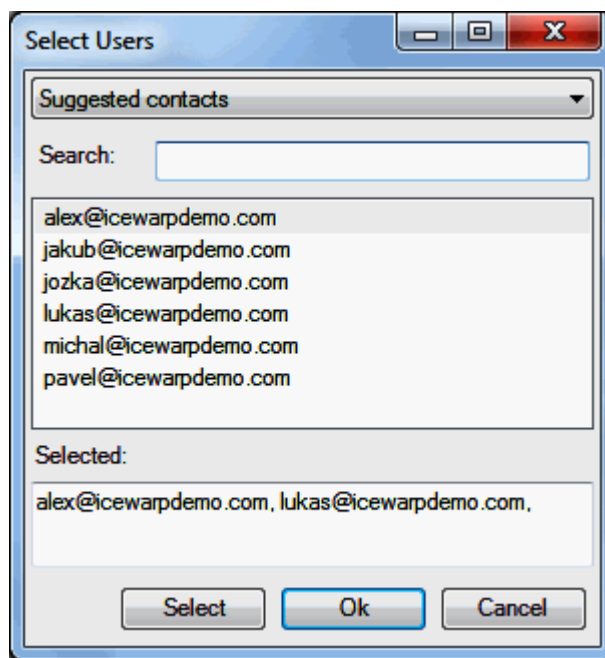 Select Users
Suggested contacts
Search:
alex@icewarpdemo.com
jakub@icewarpdemo.com
jozka@icewarpdemo.com
lukas@icewarpdemo.com
michal@icewarpdemo.com
pavel@icewarpdemo.com
Selected:
alex@icewarpdemo.com, lukas@icewarpdemo.com,
Select Ok Cancel